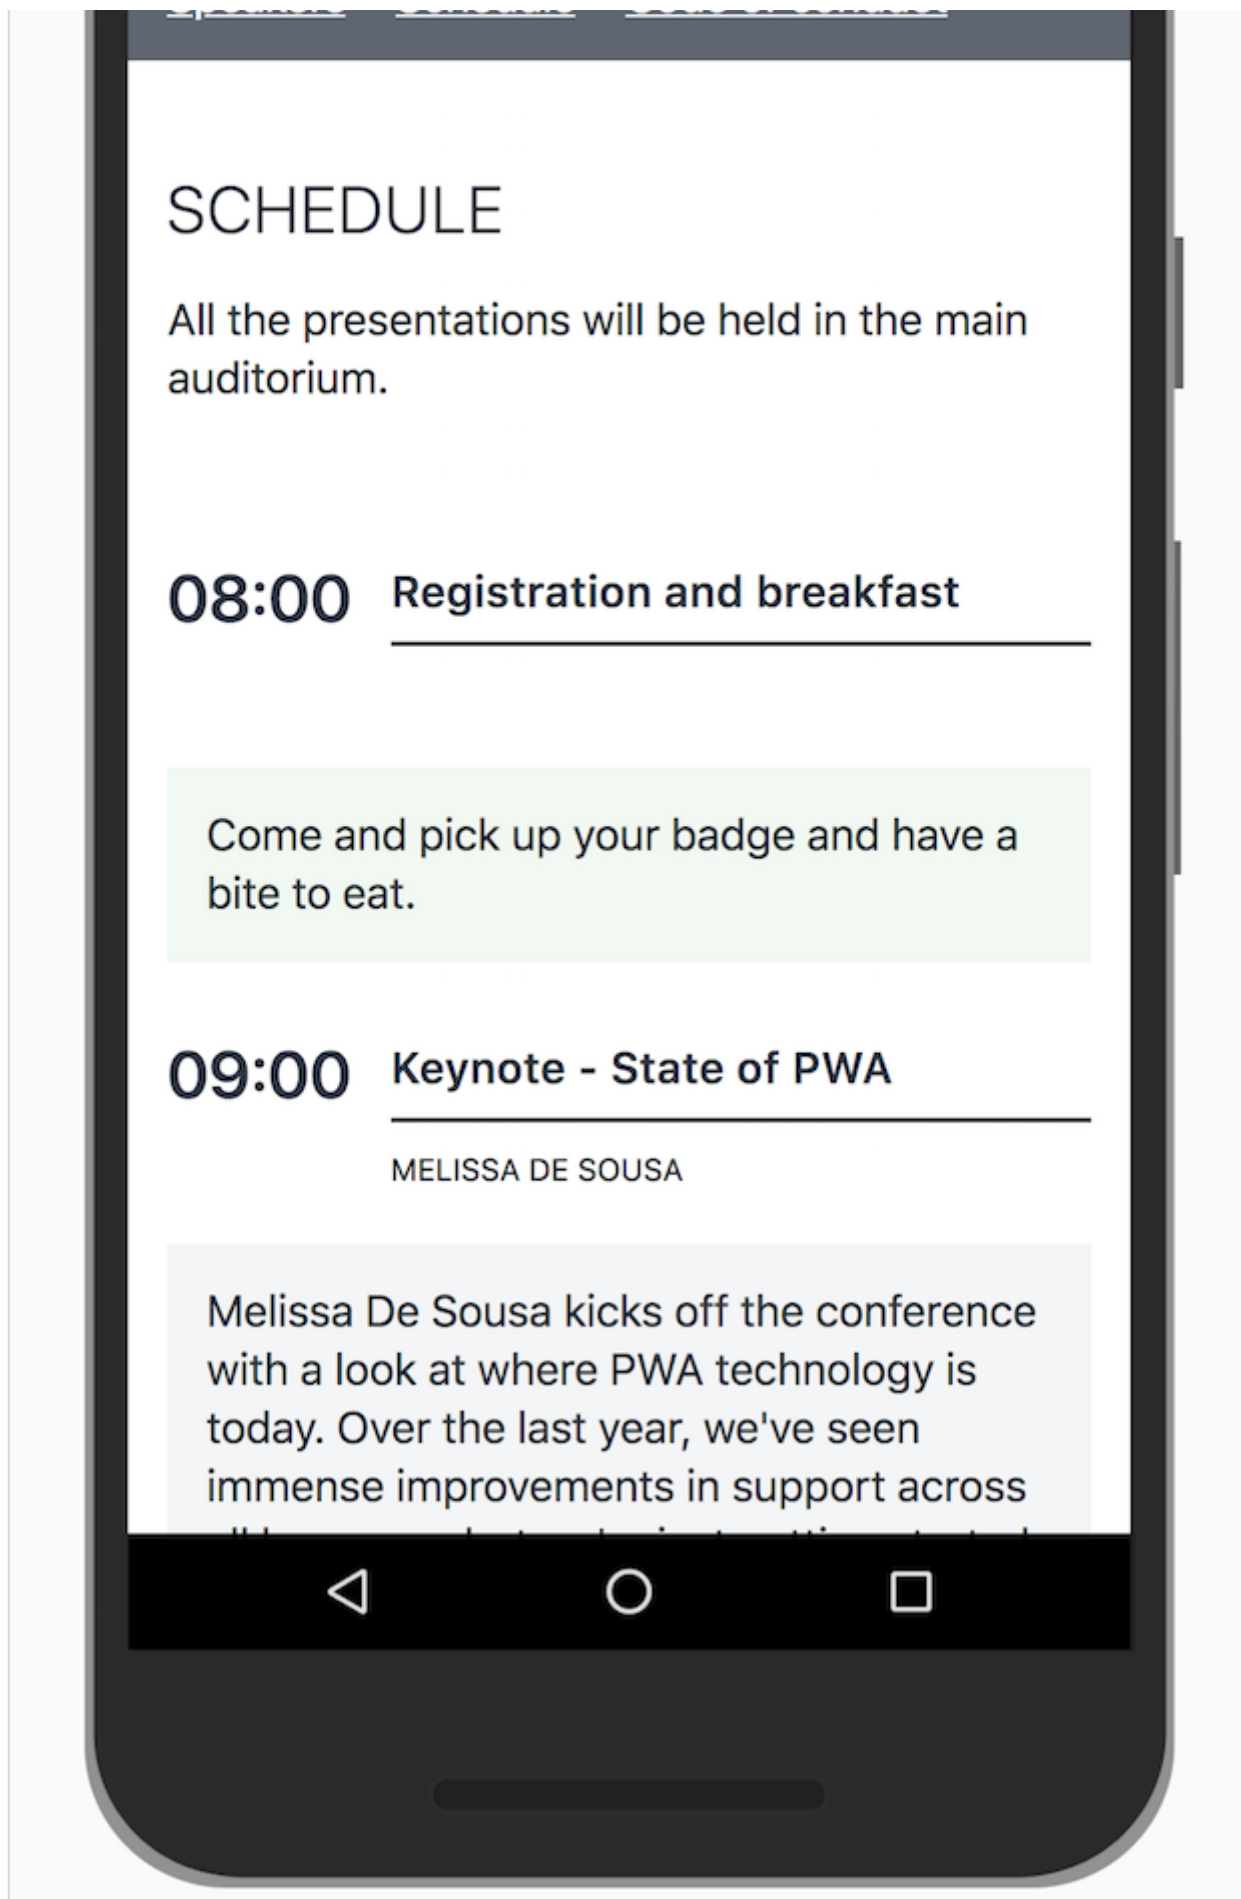 SCHEDULE
All the presentations will be held in the main
auditorium.
08:00 Registration and breakfast
Come and pick up your badge and have a
bite to eat.
09:00 Keynote - State of PWA
MELISSA DE SOUSA
Melissa De Sousa kicks off the conference
with a look at where PWA technology is
today. Over the last year, we've seen
immense improvements in support across